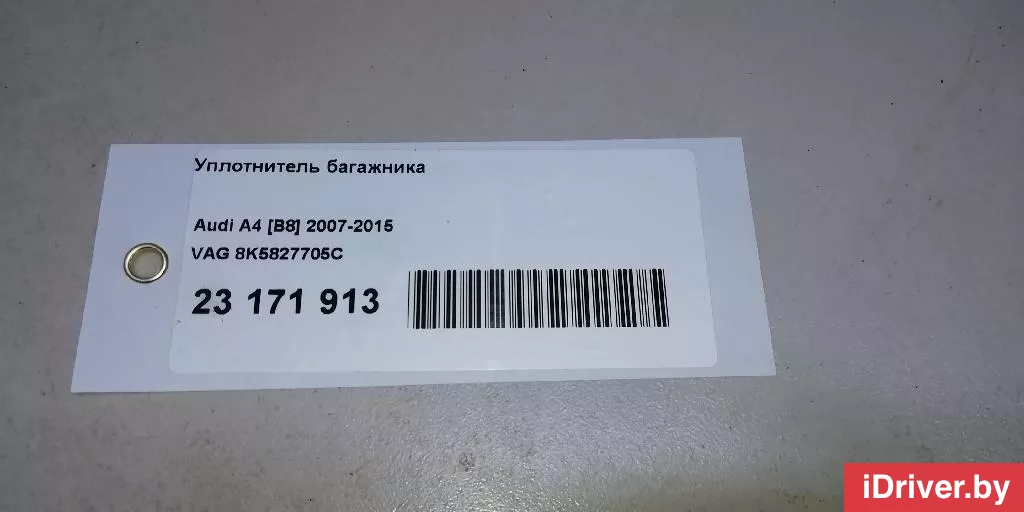 Уплотнитель багажника
Audi A4 [B8] 2007-2015
VAG 8K5827705C
23 171 913
iDriver.by